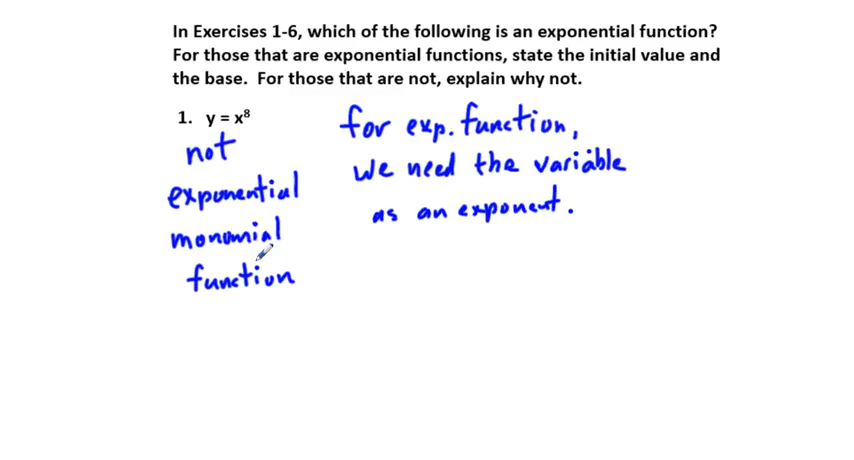 In Exercises 1-6, which of the following is an exponential function?
For those that are exponential functions, state the initial value and
the base. For those that are not, explain why not.
1. y = x⁸
not
exponential
monomial
function
for exp. function,
we need the variable
as an exponent.